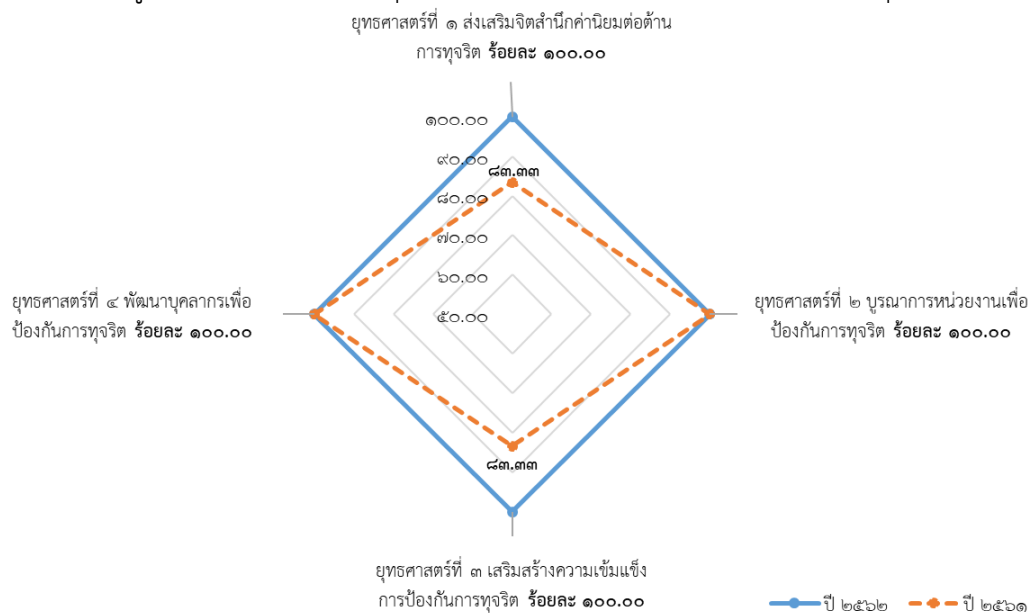 ยุทธศาสตร์ที่ ๑ ส่งเสริมจิตสำนึกค่านิยมต่อต้าน
การทุจริต ร้อยละ ๑๐๐.๐๐
๑๐๐.๐๐
๙๐.๐๐
๘๓.๓๓
๘๐.๐๐
๗๐.๐๐
๖๐.๐๐
๕๐.๐๐
ยุทธศาสตร์ที่ ๔ พัฒนาบุคลากรเพื่อ
ป้องกันการทุจริต ร้อยละ ๑๐๐.๐๐
ยุทธศาสตร์ที่ ๒ บูรณาการหน่วยงานเพื่อ
ป้องกันการทุจริต ร้อยละ ๑๐๐.๐๐
๘๓.๓๓
ยุทธศาสตร์ที่ ๓ เสริมสร้างความเข้มแข็ง
การป้องกันการทุจริต ร้อยละ ๑๐๐.๐๐
ปี ๒๕๖๒
ปี ๒๕๖๑